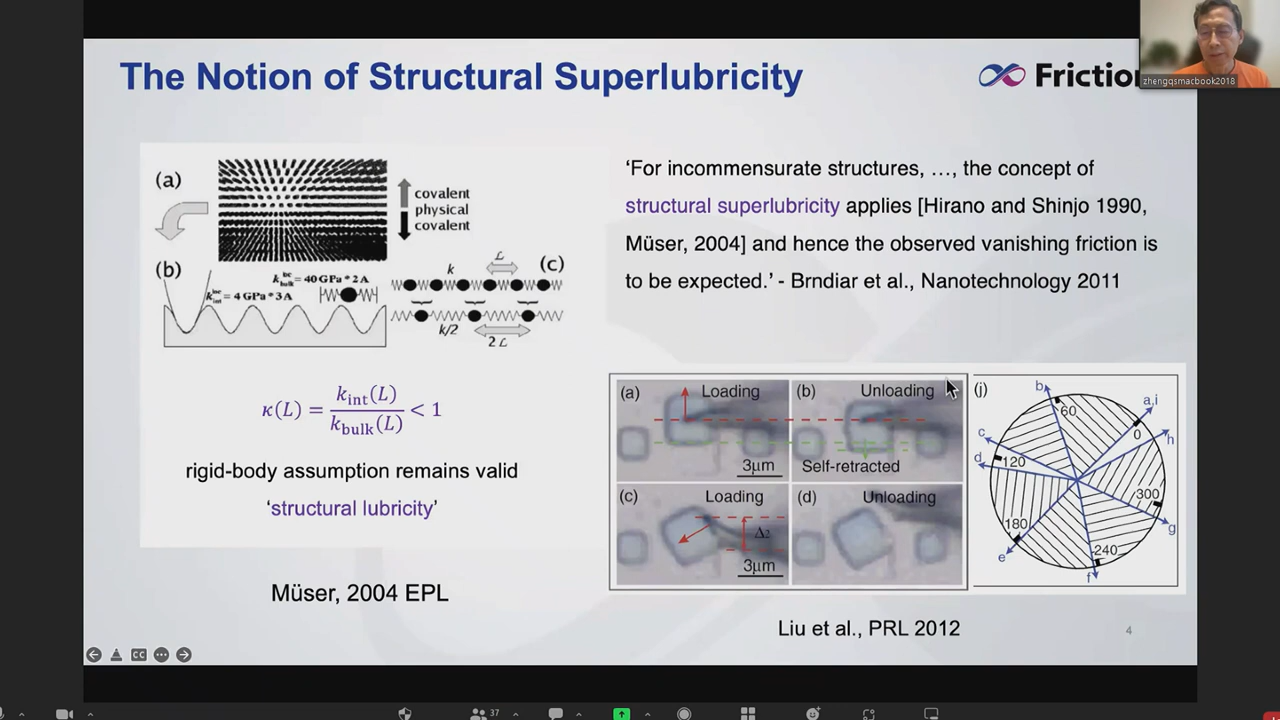 The Notion of Structural Superlubricity
Friction
zhengqsmacbook2018
(a)
covalent
physical
covalent
(b)
k_bulk^loc = 40 GPa * 2A
k_int^loc = 4 GPa * 3A
k
ℒ
(c)
k/2
2 ℒ
κ(L) = k_int(L) / k_bulk(L) < 1
rigid-body assumption remains valid
'structural lubricity'
Müser, 2004 EPL
‘For incommensurate structures, …, the concept of
structural superlubricity applies [Hirano and Shinjo 1990,
Müser, 2004] and hence the observed vanishing friction is
to be expected.’ - Brndiar et al., Nanotechnology 2011
(a)
Loading
3μm
(b)
Unloading
Self-retracted
(c)
Loading
Δ₂
3μm
(d)
Unloading
(j)
b
60
a,i
0
h
c
d
120
300
180
g
e
240
f
Liu et al., PRL 2012
4
CC
37